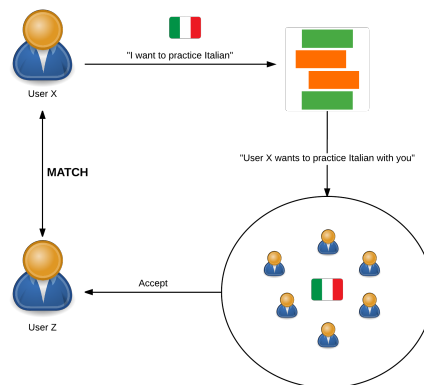 "I want to practice Italian"
User X
"User X wants to practice Italian with you"
MATCH
Accept
User Z